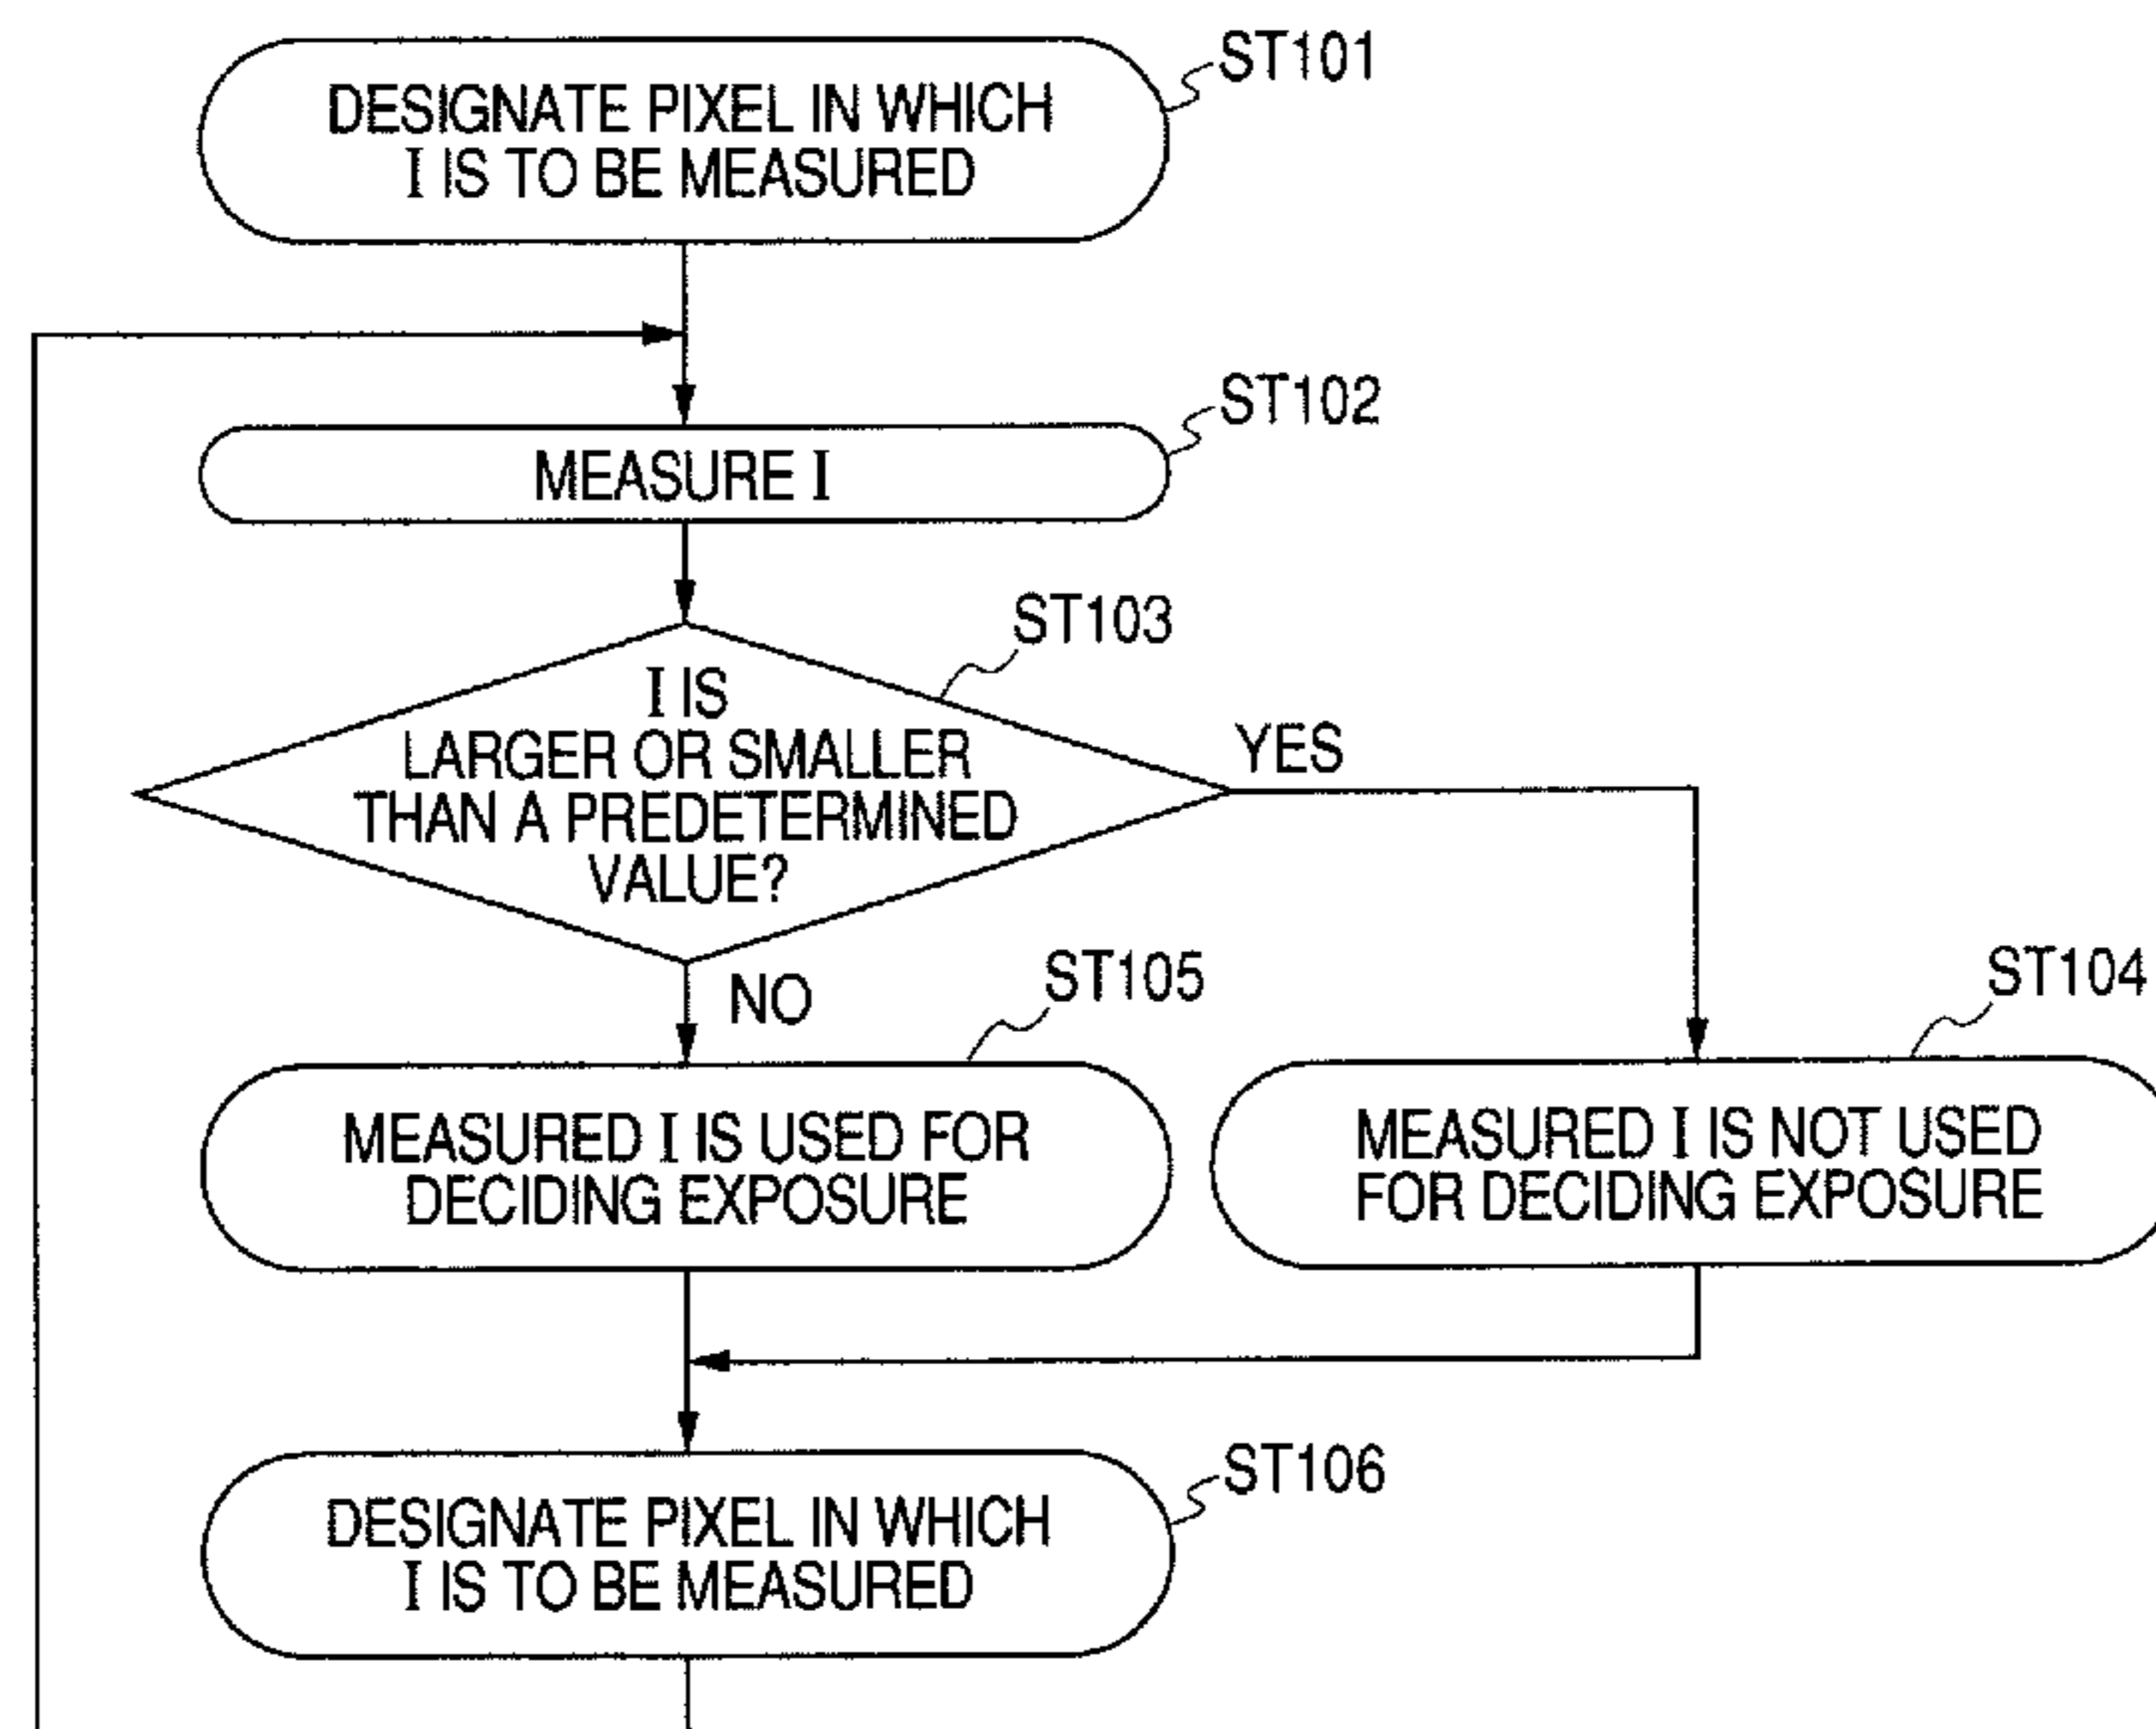 ST101
DESIGNATE PIXEL IN WHICH
I IS TO BE MEASURED
ST102
MEASURE I
ST103
I IS
LARGER OR SMALLER
THAN A PREDETERMINED
VALUE?
YES
NO
ST105
ST104
MEASURED I IS USED FOR
DECIDING EXPOSURE
MEASURED I IS NOT USED
FOR DECIDING EXPOSURE
ST106
DESIGNATE PIXEL IN WHICH
I IS TO BE MEASURED